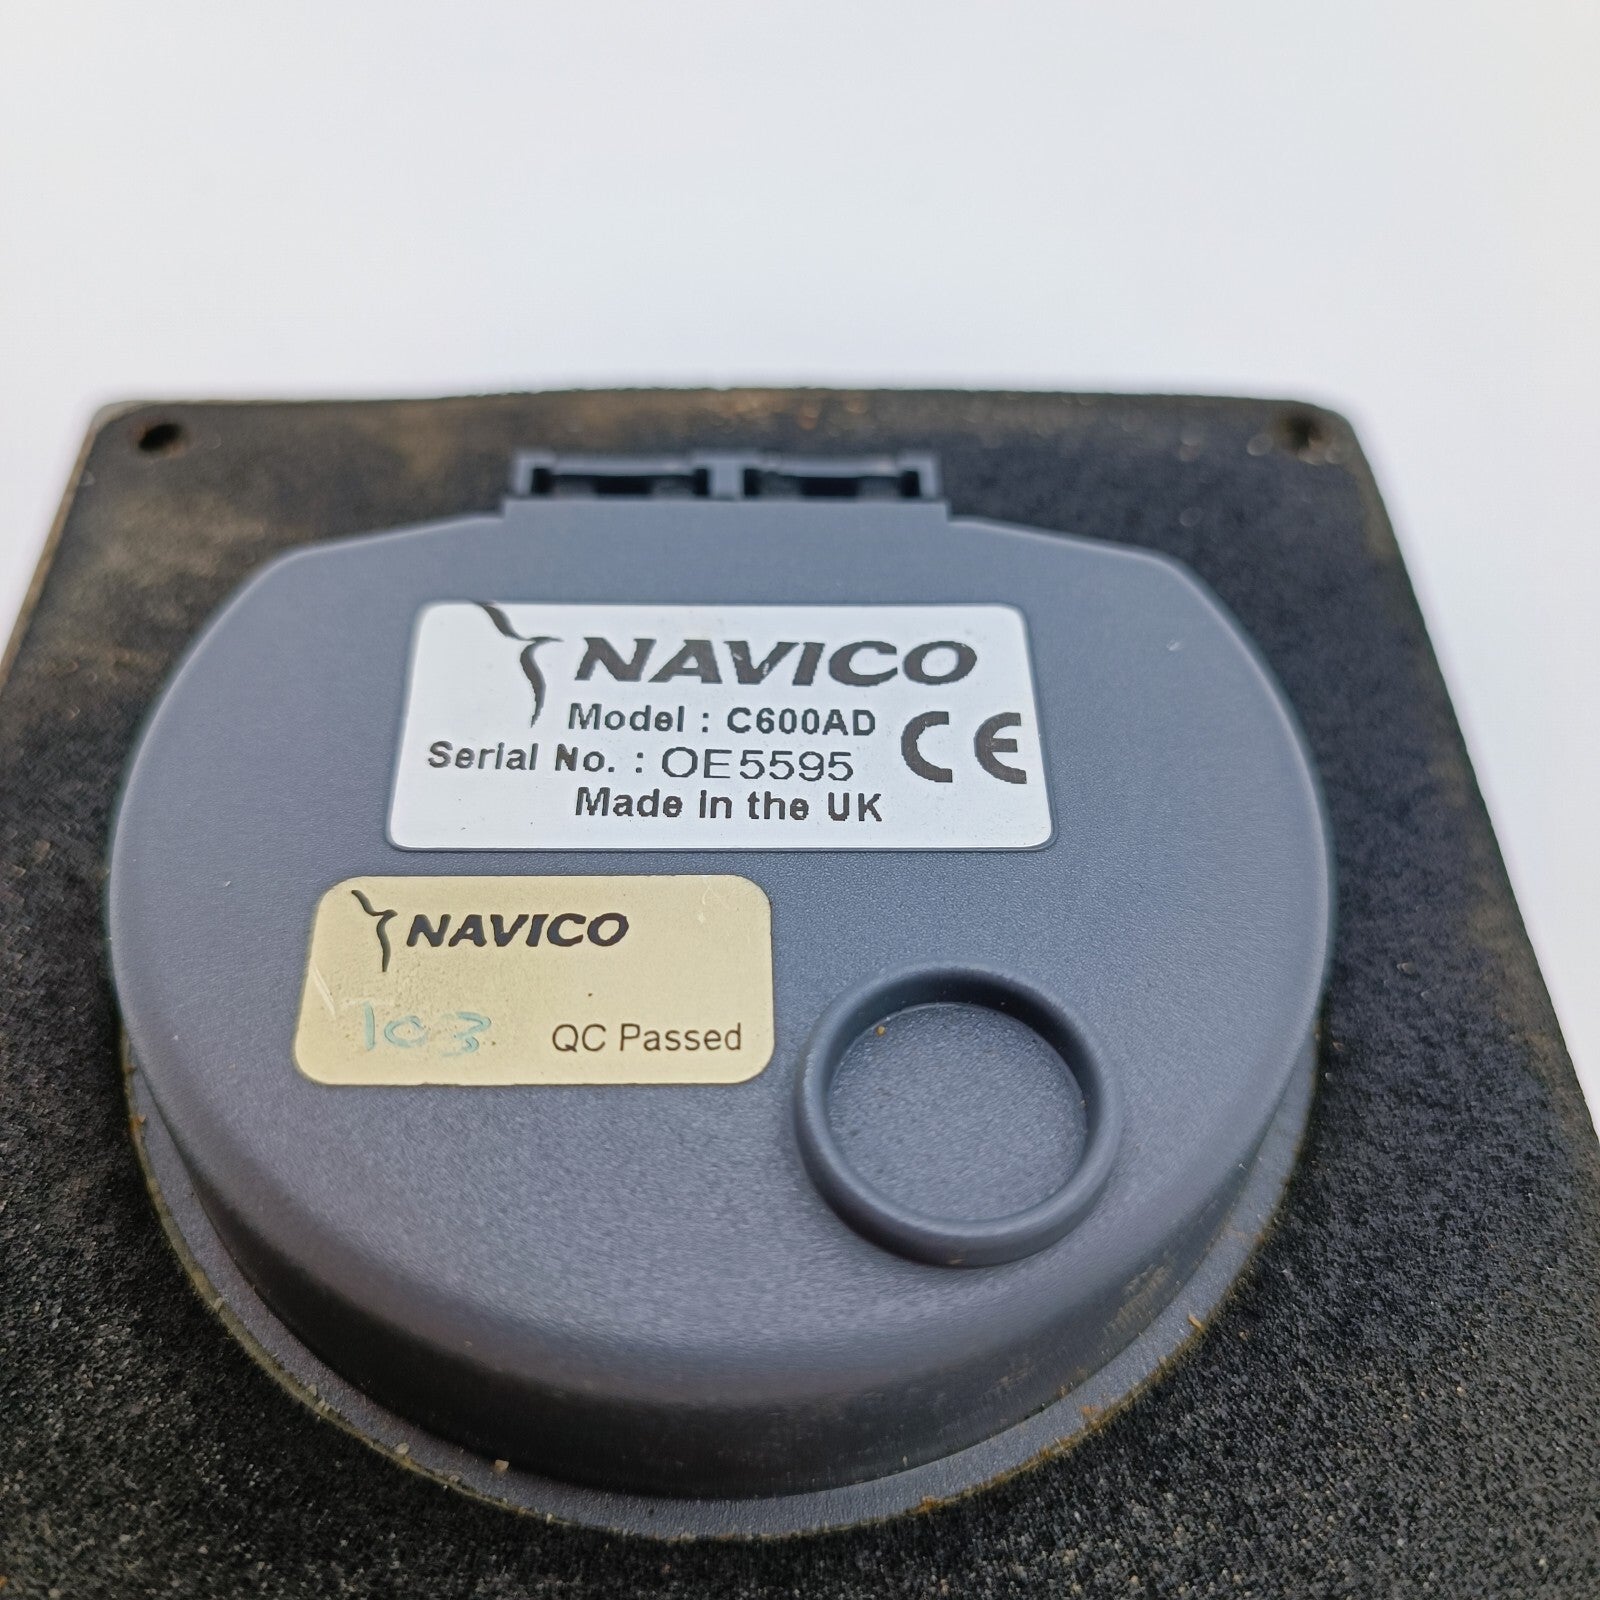 NAVICO
Model : C600AD
Serial No. : OE5595
CE
Made in the UK
NAVICO
103
QC Passed